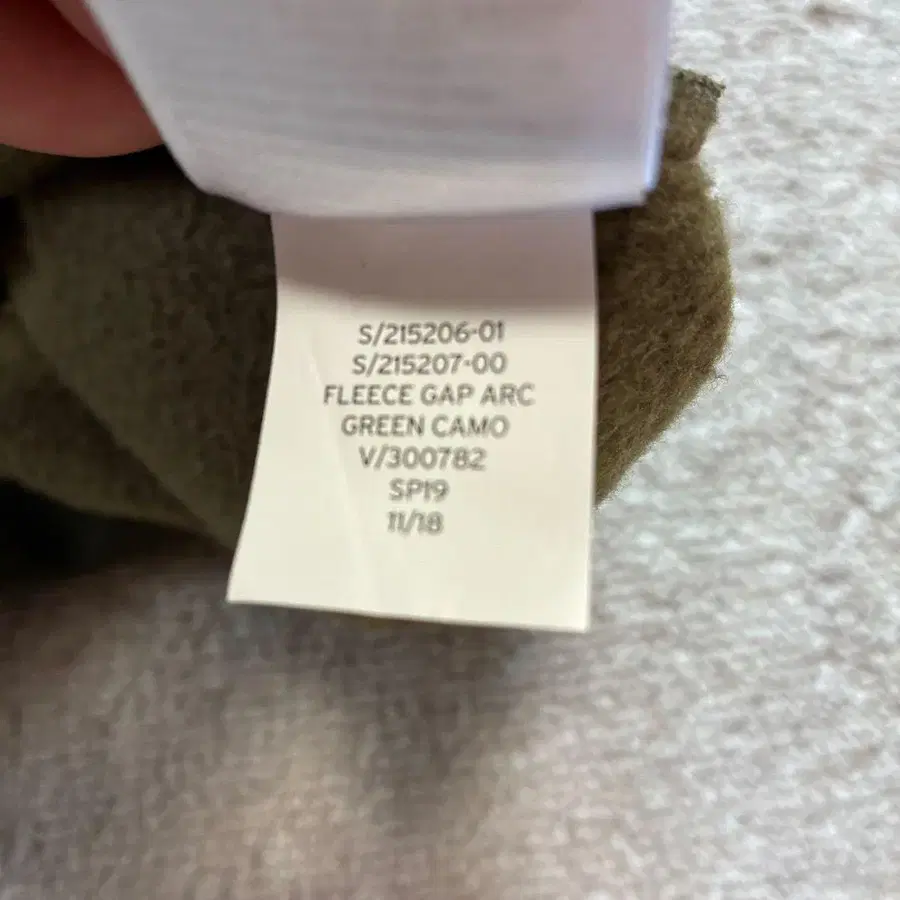 S/215206-01
S/215207-00
FLEECE GAP ARC
GREEN CAMO
V/300782
SP19
11/18